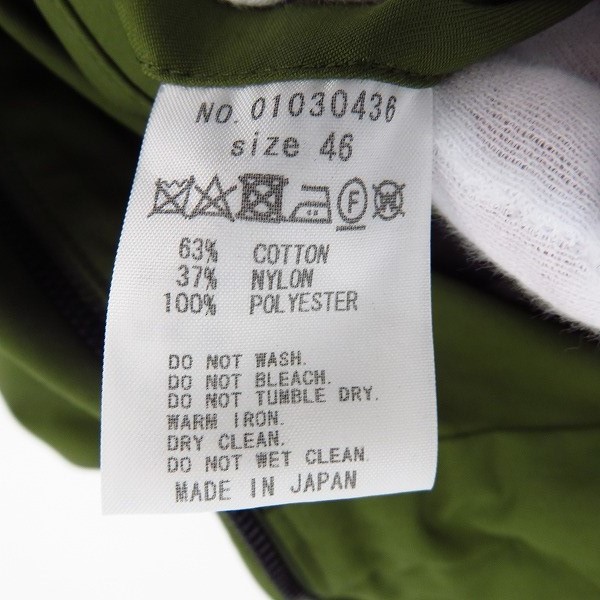 NO. 01030436
size 46
F W
63% COTTON
37% NYLON
100% POLYESTER
DO NOT WASH.
DO NOT BLEACH.
DO NOT TUMBLE DRY.
WARM IRON.
DRY CLEAN.
DO NOT WET CLEAN.
MADE IN JAPAN